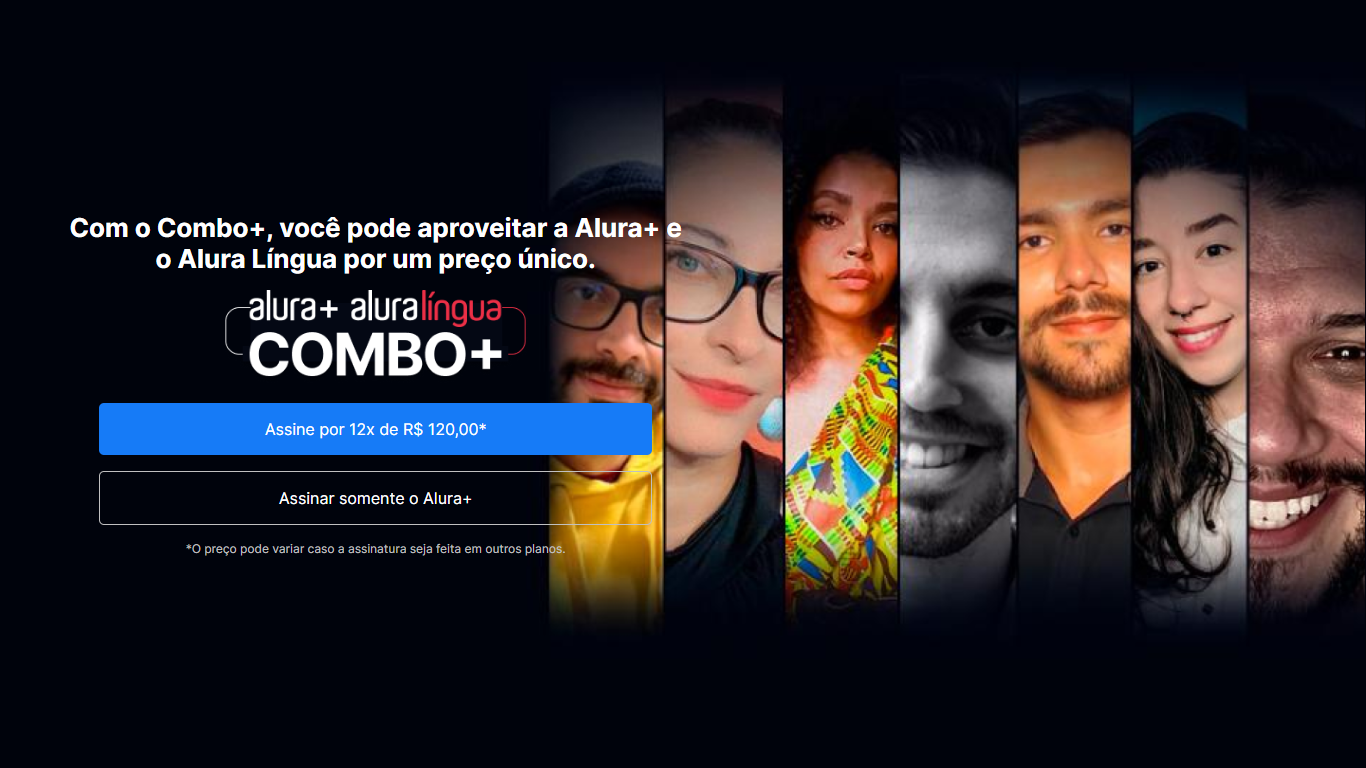 Com o Combo+, você pode aproveitar a Alura+ e
o Alura Língua por um preço único.
alura+ aluralíngua
COMBO+
Assine por 12x de R$ 120,00*
Assinar somente o Alura+
*O preço pode variar caso a assinatura seja feita em outros planos.